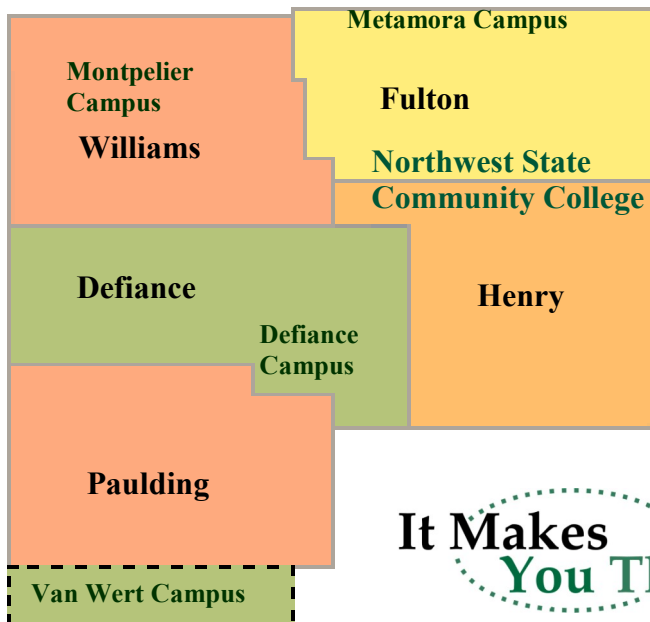 Metamora Campus
Montpelier
Campus
Fulton
Williams
Northwest State
Community College
Defiance
Henry
Defiance
Campus
Paulding
It Makes
You
Van Wert Campus